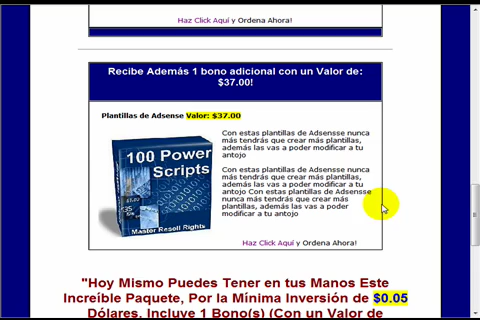 Haz Click Aquí y Ordena Ahora!
Recibe Además 1 bono adicional con un Valor de:
$37.00!
Plantillas de Adsense Valor: $37.00
100 Power
Scripts
Master Resell Rights
Con estas plantillas de Adsensse nunca
más tendrás que crear más plantillas,
además las vas a poder modificar a tu
antojo
Con estas plantillas de Adsensse nunca
más tendrás que crear más plantillas,
además las vas a poder modificar a tu
antojo Con estas plantillas de Adsensse
nunca más tendrás que crear más
plantillas, además las vas a poder
modificar a tu antojo
Haz Click Aquí y Ordena Ahora!
"Hoy Mismo Puedes Tener en tus Manos Este
Increíble Paquete, Por la Mínima Inversión de $0.05
Dólares. Incluye 1 Bono(s) (Con un Valor de